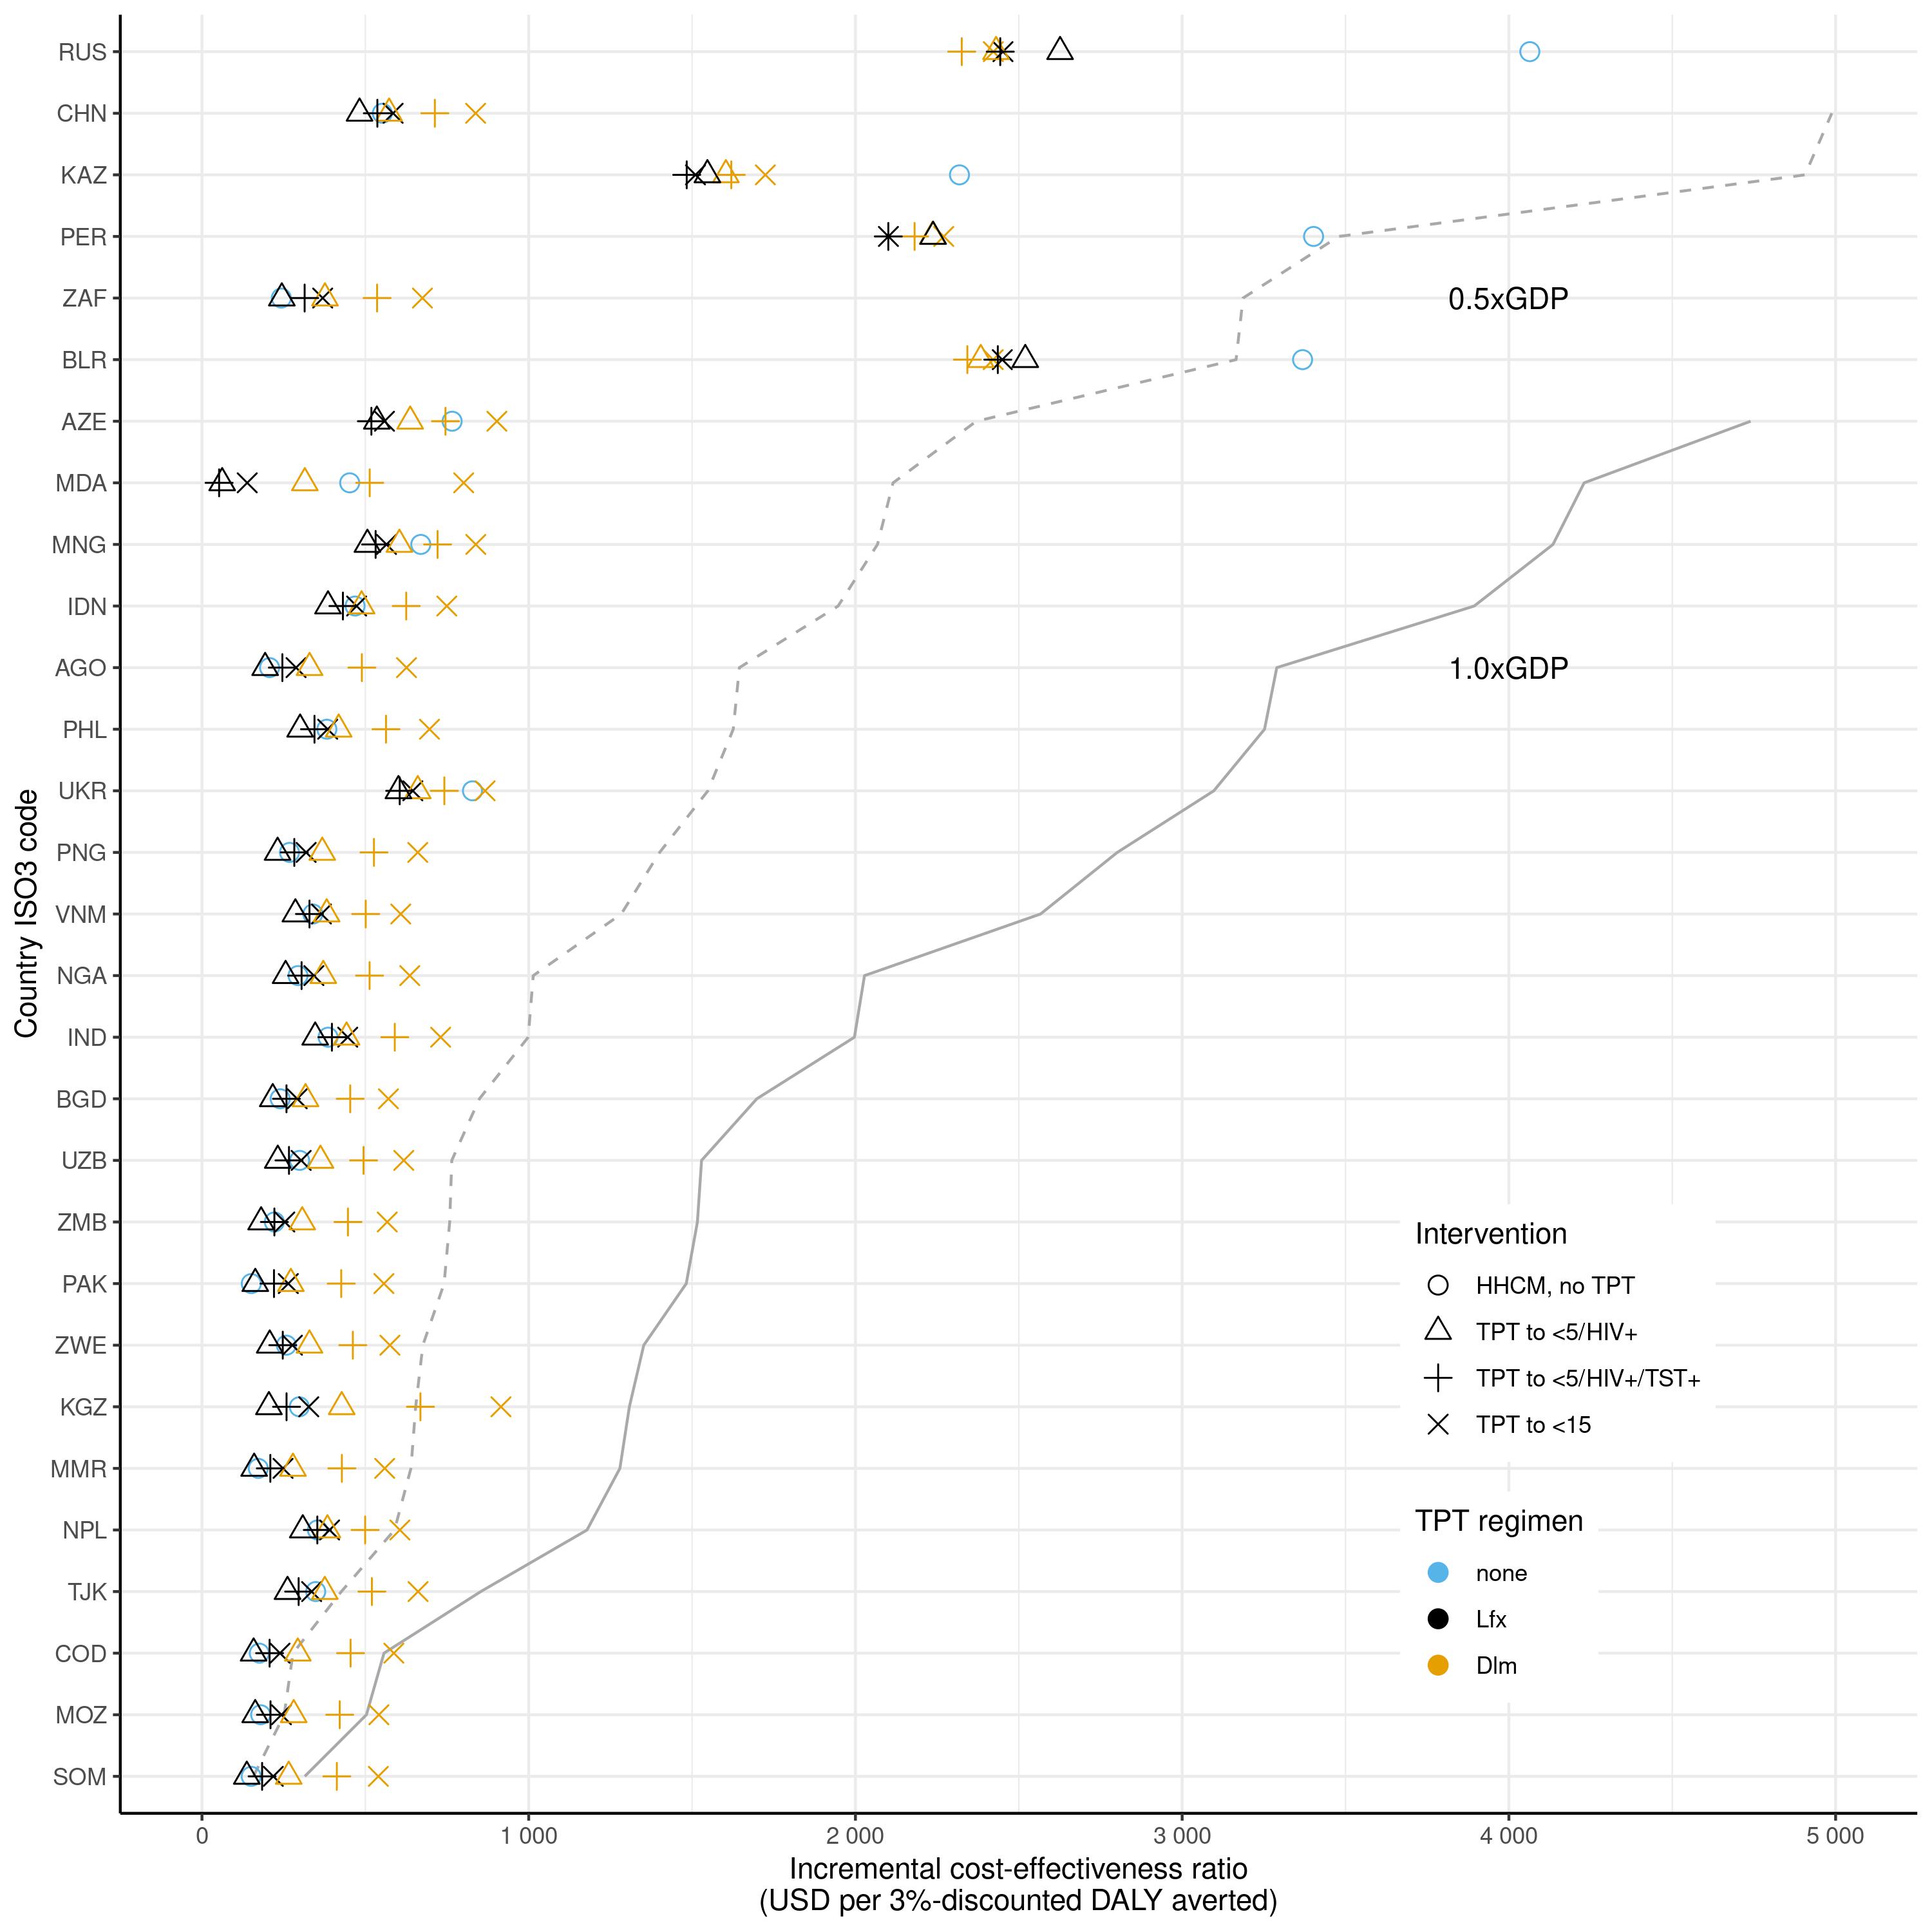 RUS
CHN
KAZ
PER
ZAF
0.5xGDP
BLR
AZE
MDA
MNG
IDN
AGO
1.0xGDP
PHL
UKR
PNG
VNM
NGA
IND
BGD
UZB
ZMB
PAK
ZWE
KGZ
MMR
NPL
TJK
COD
MOZ
SOM
Country ISO3 code
0
1 000
2 000
3 000
4 000
5 000
Incremental cost-effectiveness ratio
(USD per 3%-discounted DALY averted)
Intervention
HHCM, no TPT
TPT to <5/HIV+
TPT to <5/HIV+/TST+
TPT to <15
TPT regimen
none
Lfx
Dlm